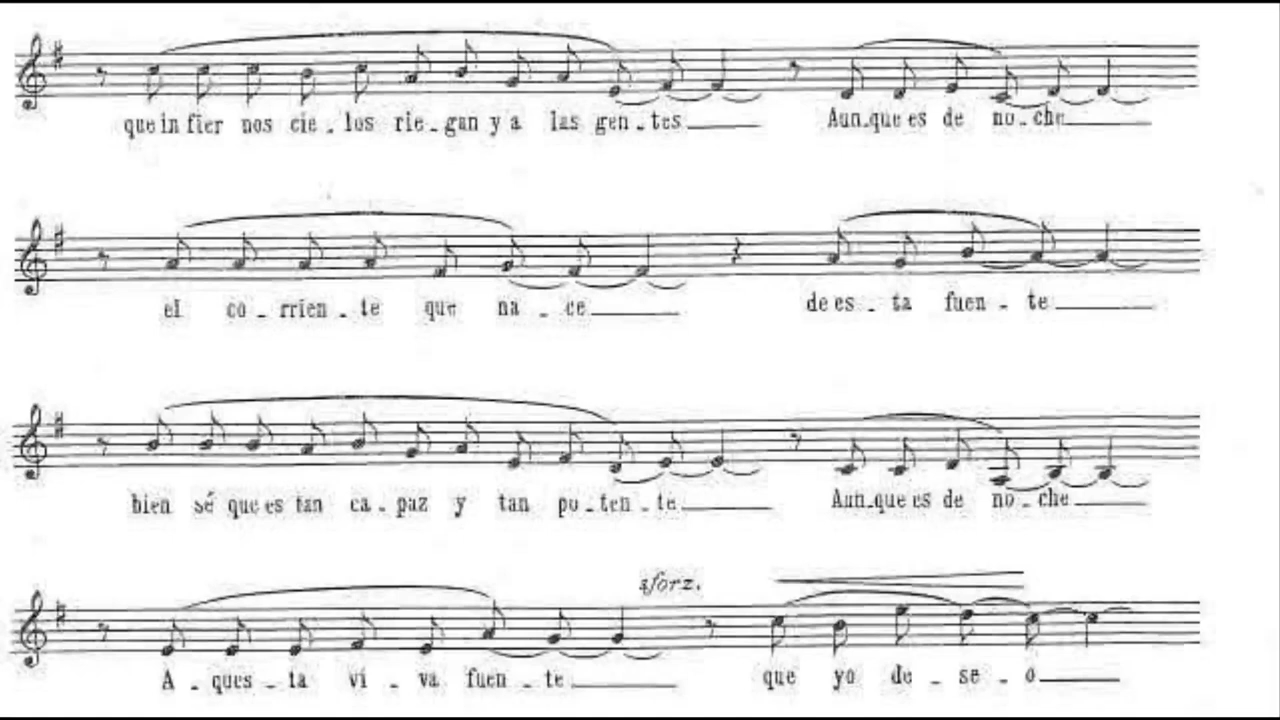 que in fier nos cie . los rie - gan y a las gen - tes Aun - que es de no - che
el co - rrien - te que na - ce de es - ta fuen - te
bien sé que es tan ca - paz y tan po - ten - te Aun - que es de no - che
sforz.
A - ques - ta vi - va fuen - te que yo de - se - o